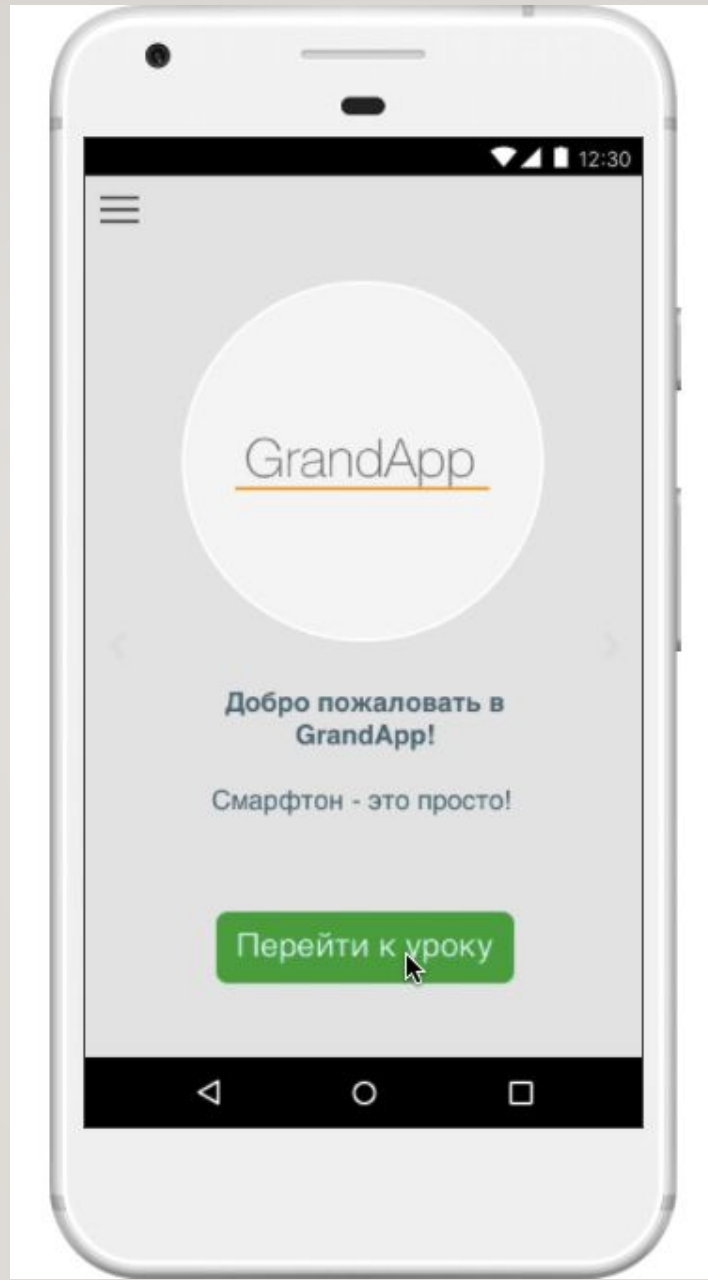 12:30
GrandApp
Добро пожаловать в
GrandApp!
Смарфтон - это просто!
Перейти к уроку